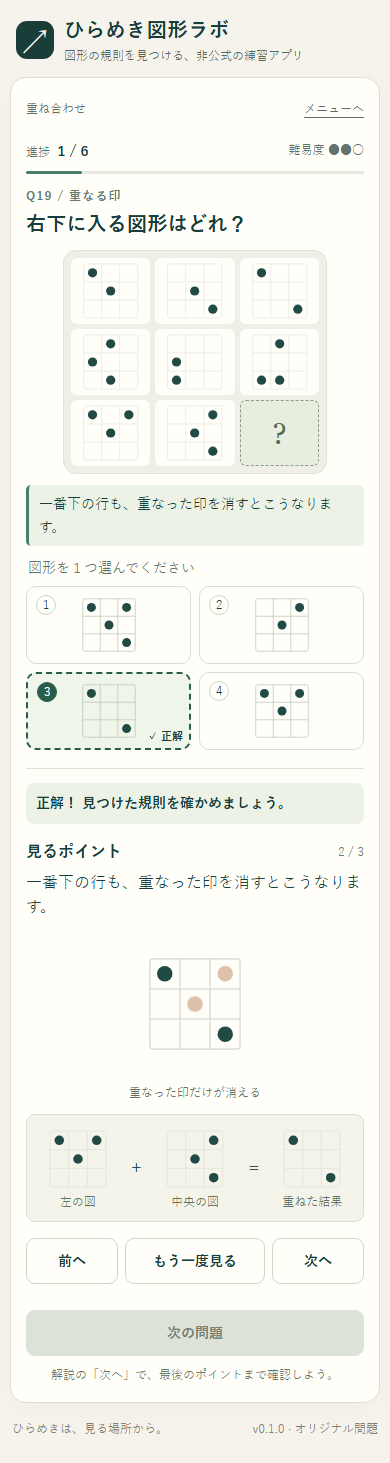 ひらめき図形ラボ
図形の規則を見つける、非公式の練習アプリ
重ね合わせ
メニューへ
進捗 1 / 6
難易度 ●●○
Q19 / 重なる印
右下に入る図形はどれ？
?
一番下の行も、重なった印を消すとこうなりま
す。
図形を1つ選んでください
1
2
3
✓ 正解
4
正解！ 見つけた規則を確かめましょう。
見るポイント
2 / 3
一番下の行も、重なった印を消すとこうなりま
す。
重なった印だけが消える
+
=
左の図
中央の図
重ねた結果
前へ
もう一度見る
次へ
次の問題
解説の「次へ」で、最後のポイントまで確認しよう。
ひらめきは、見る場所から。
v0.1.0 · オリジナル問題